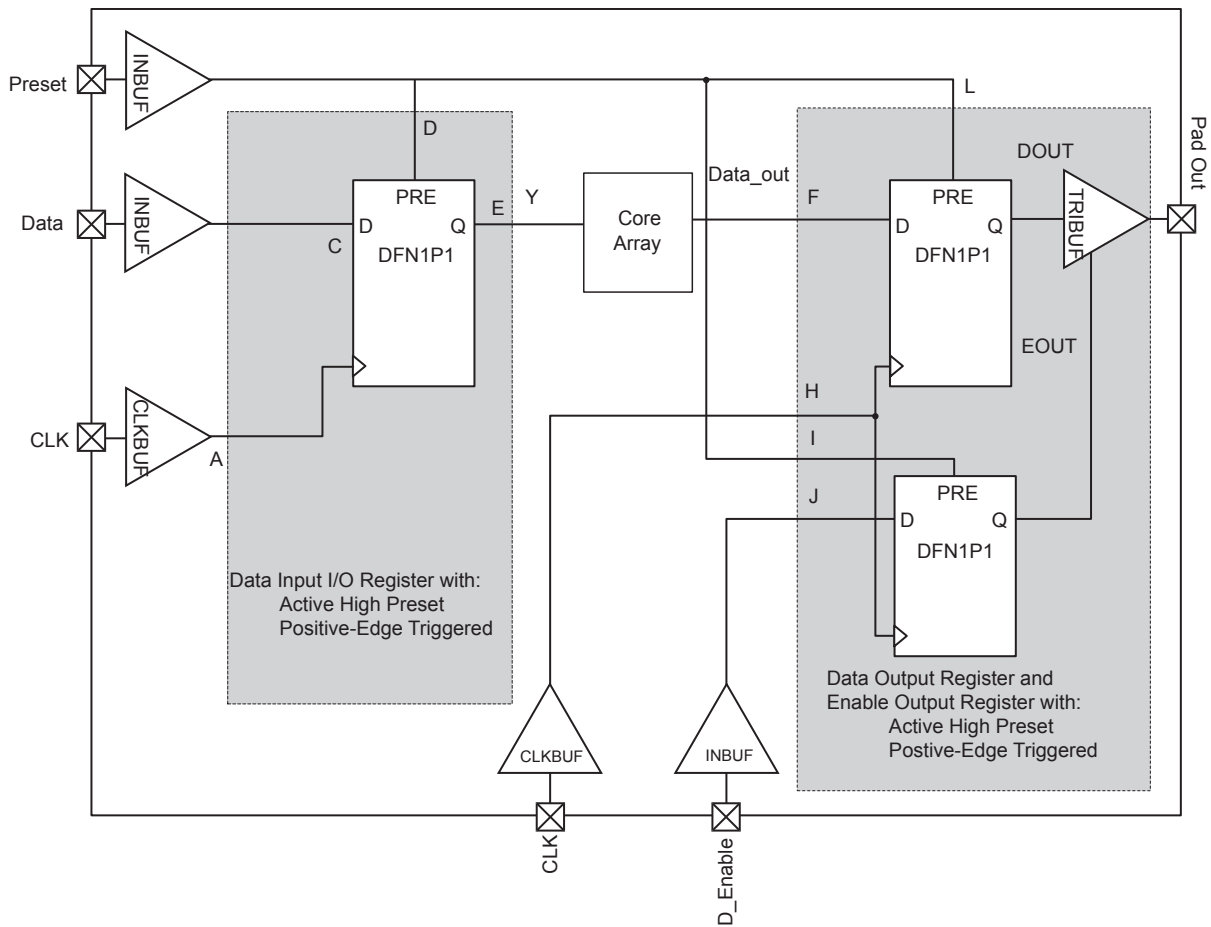 Preset
INBUF
L
D
Pad Out
DOUT
PRE
PRE
TRIBUF
INBUF
Data_out
Data
E
Y
Core
Array
F
D
Q
C
DFN1P1
D
Q
DFN1P1
EOUT
CLKBUF
H
CLK
A
I
PRE
J
D
Q
DFN1P1
Data Input I/O Register with:
Active High Preset
Positive-Edge Triggered
Data Output Register and
Enable Output Register with:
Active High Preset
Postive-Edge Triggered
CLKBUF
INBUF
CLK
D_Enable